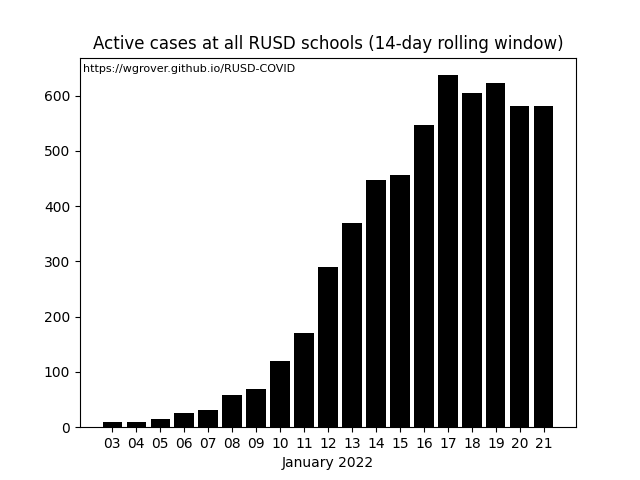 Active cases at all RUSD schools (14-day rolling window)
https://wgrover.github.io/RUSD-COVID
600
500
400
300
200
100
0
03 04 05 06 07 08 09 10 11 12 13 14 15 16 17 18 19 20 21
January 2022